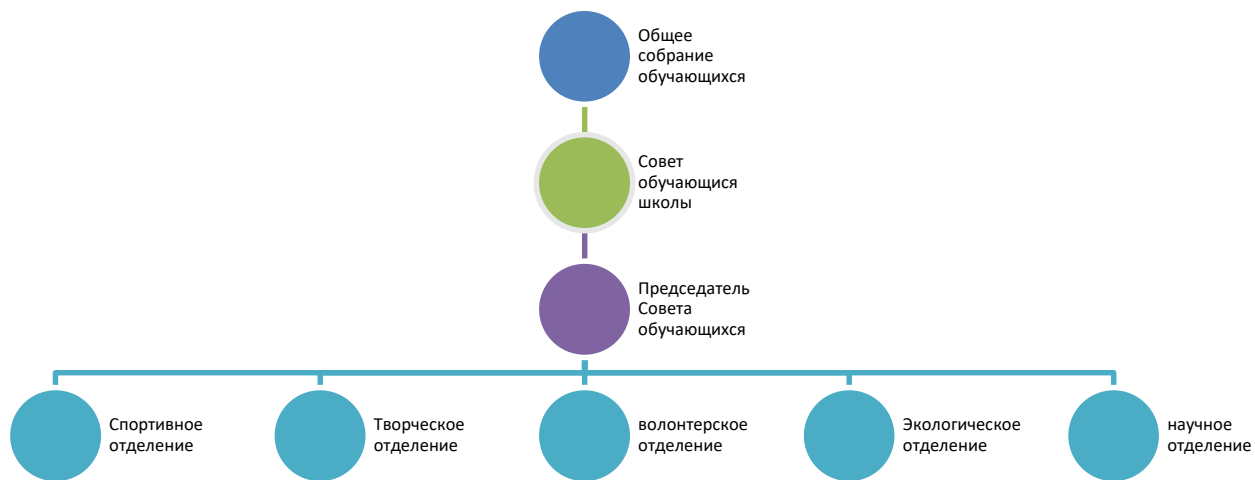 Общее
собрание
обучающихся
Совет
обучающися
школы
Председатель
Совета
обучающихся
Спортивное
отделение
Творческое
отделение
волонтерское
отделение
Экологическое
отделение
научное
отделение